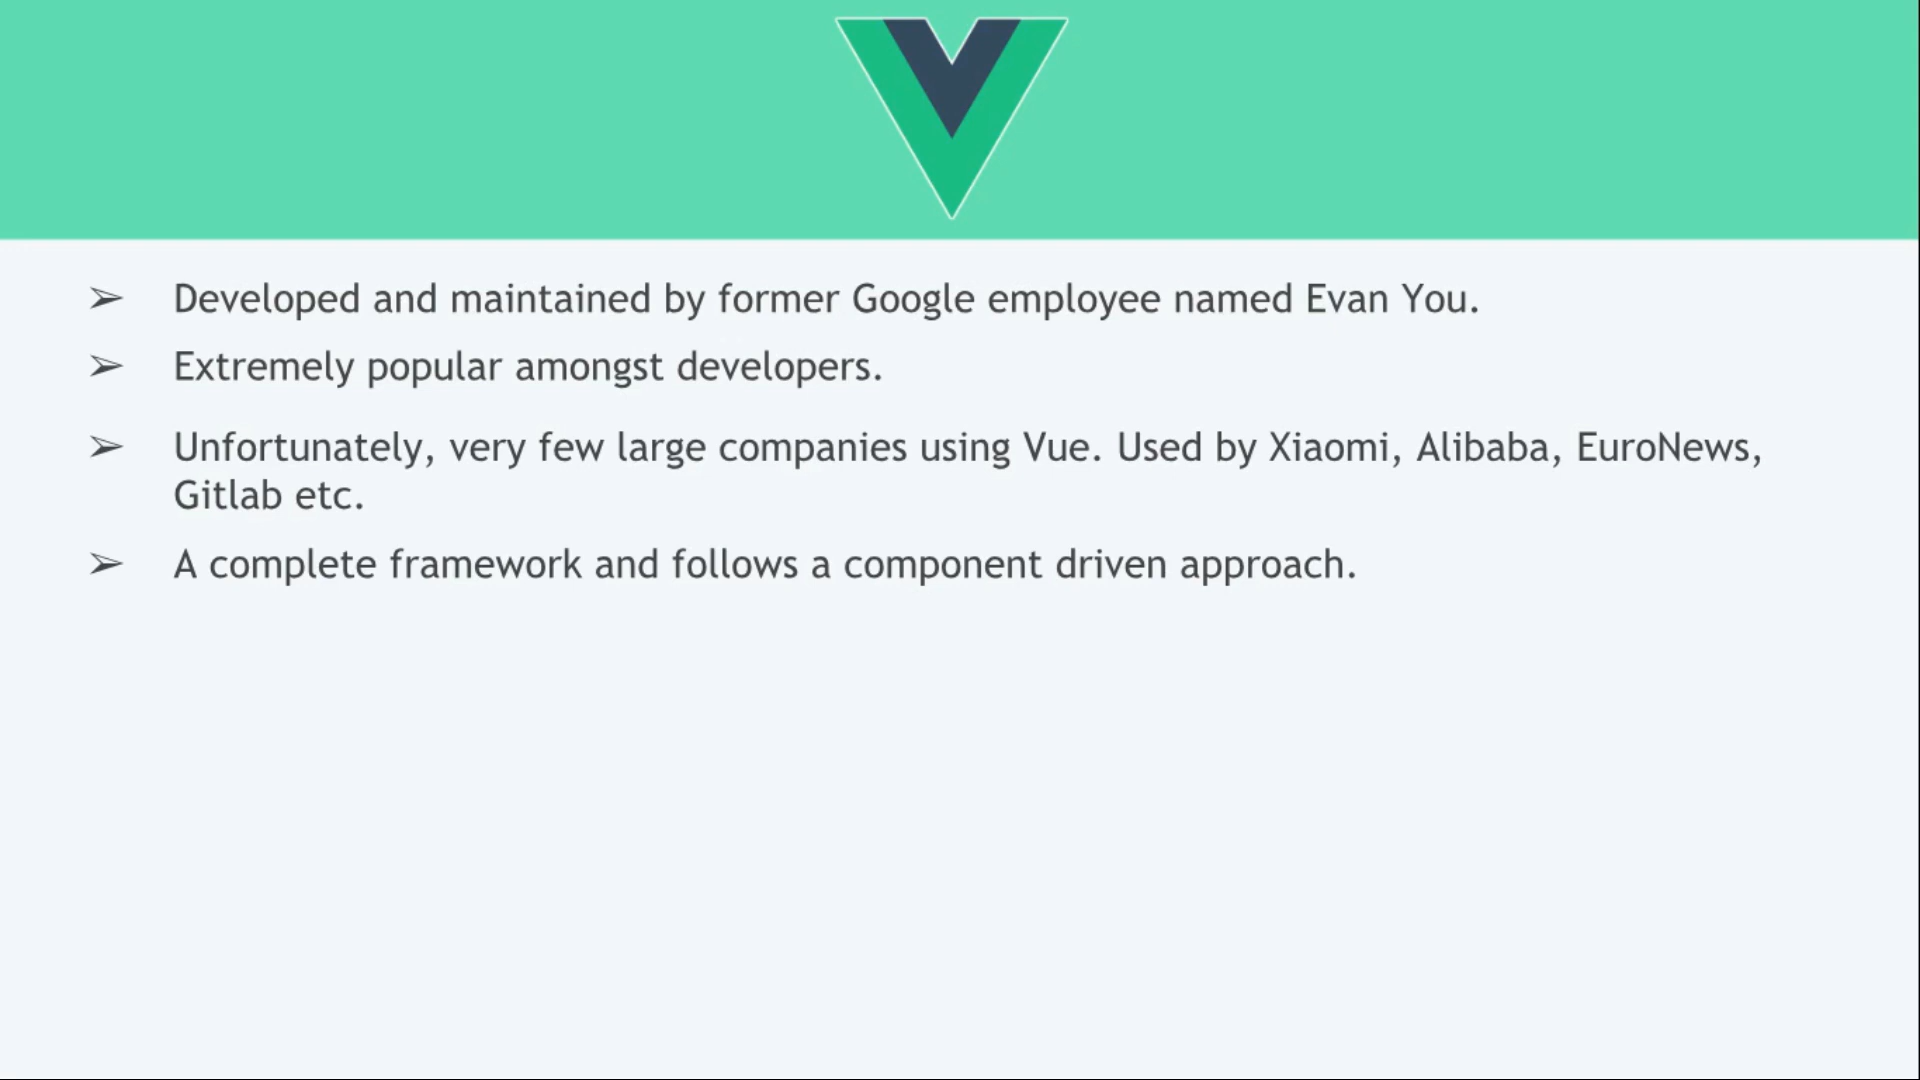 ➢ Developed and maintained by former Google employee named Evan You.
➢ Extremely popular amongst developers.
➢ Unfortunately, very few large companies using Vue. Used by Xiaomi, Alibaba, EuroNews,
Gitlab etc.
➢ A complete framework and follows a component driven approach.